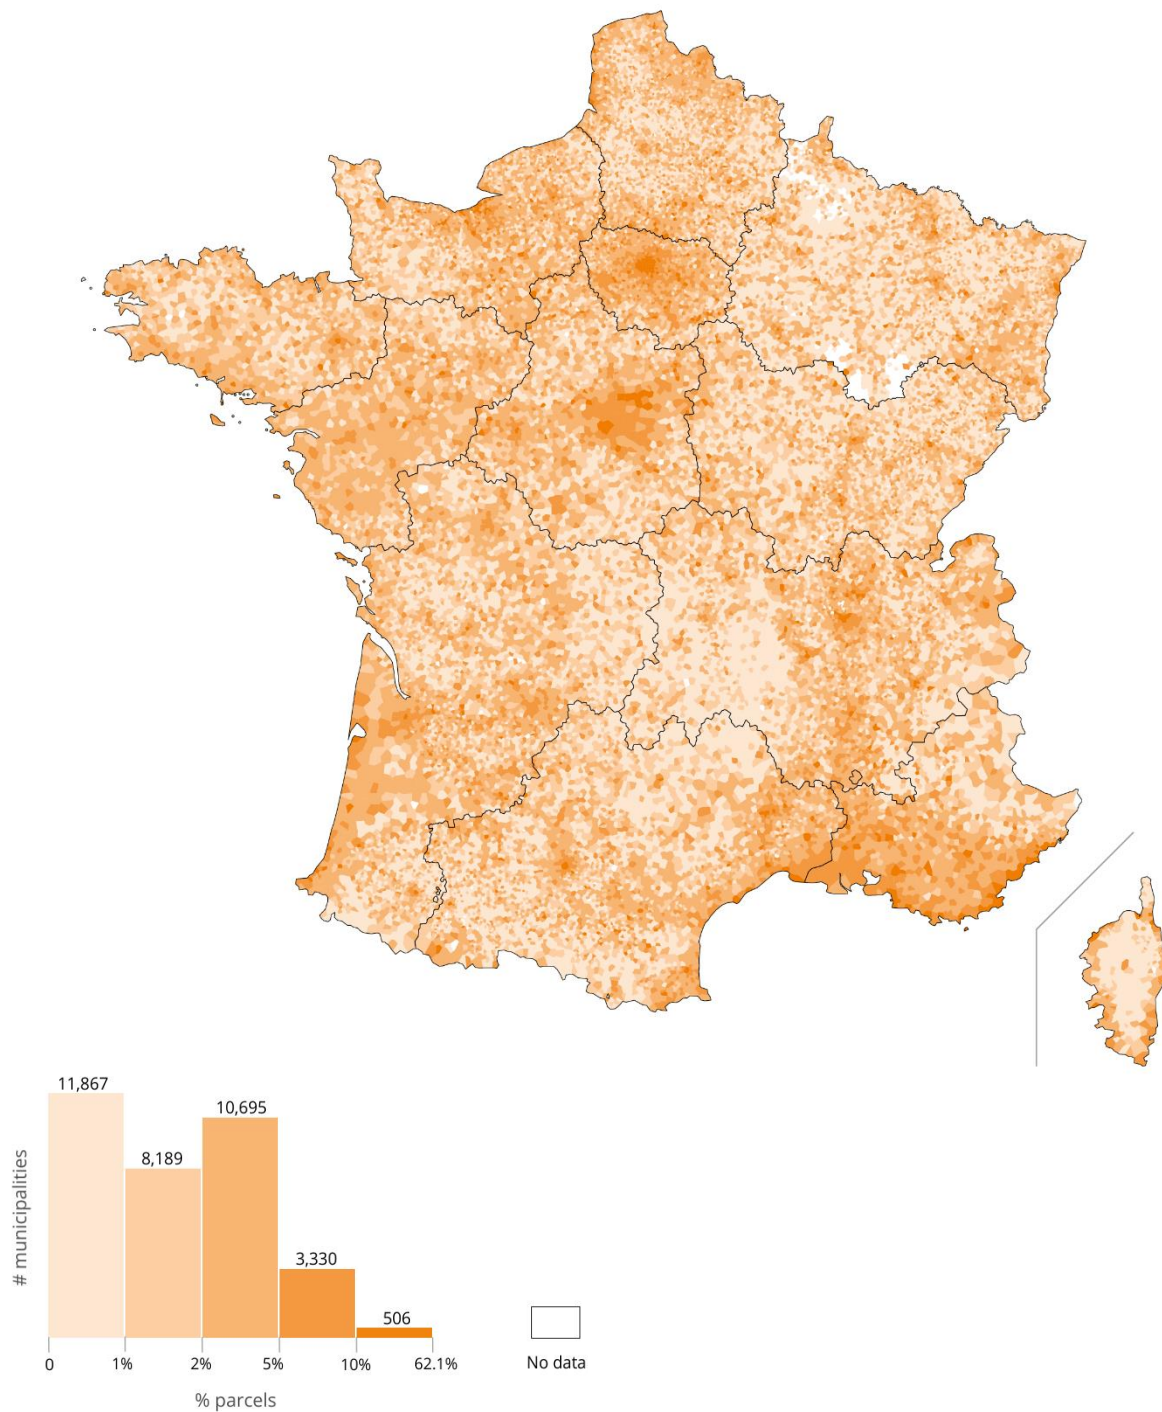 11,867
8,189
10,695
3,330
506
# municipalities
0 1% 2% 5% 10% 62.1%
% parcels
No data